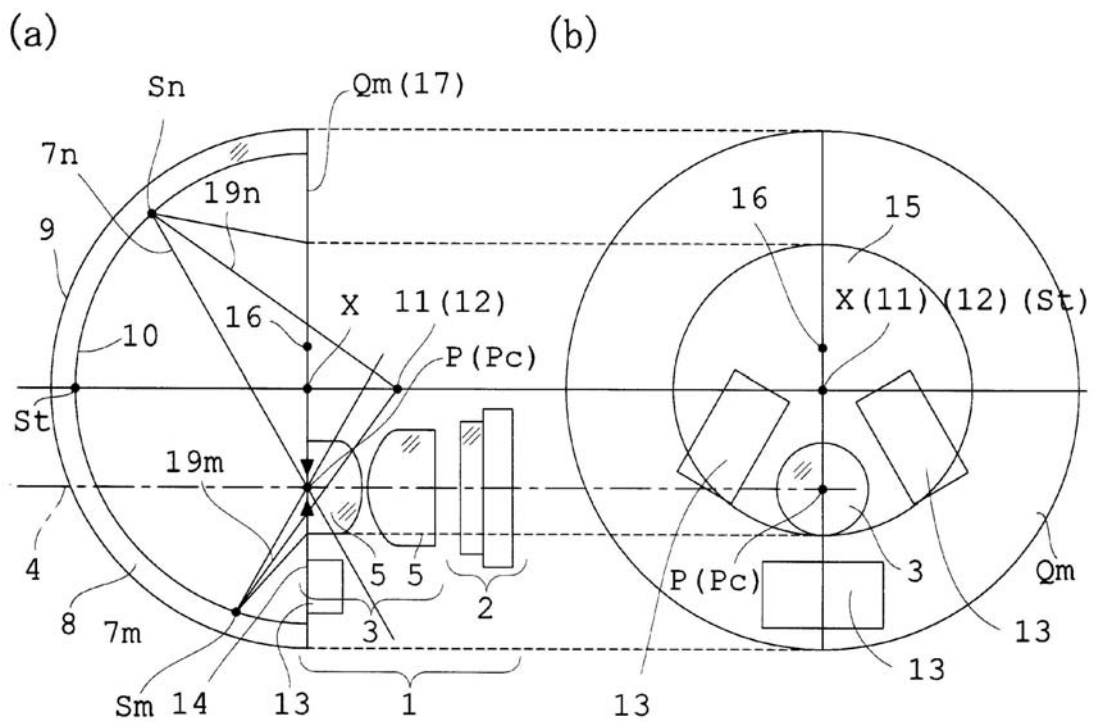 (a) (b)
Qm(17)
Sn
7n
19n
16
15
9
X 11(12)
X(11)(12)(St)
16
10
P(Pc)
St
19m
4
5 5
P(Pc)
3
Qm
2
8
7m
3
13
Sm 14 13 1 13 13